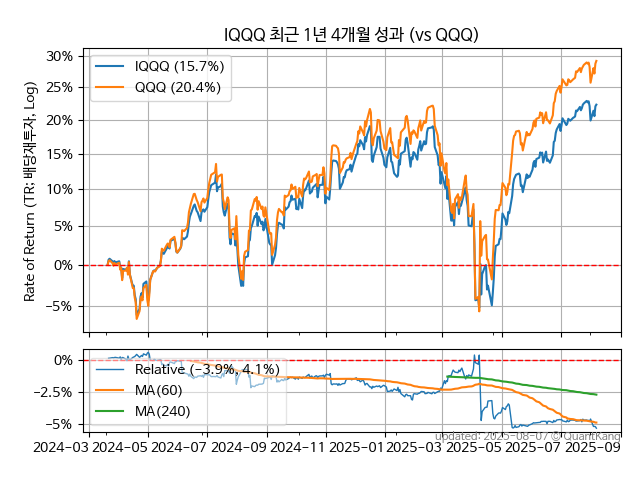 IQQQ 최근 1년 4개월 성과 (vs QQQ)
Rate of Return (TR: 배당재투자, Log)
30%
25%
20%
15%
10%
5%
0%
−5%
IQQQ (15.7%)
QQQ (20.4%)
0%
−2.5%
−5%
Relative (−3.9%, 4.1%)
MA(60)
MA(240)
updated: 2025-08-07 © QuantKang
2024-03 2024-05 2024-07 2024-09 2024-11 2025-01 2025-03 2025-05 2025-07 2025-09